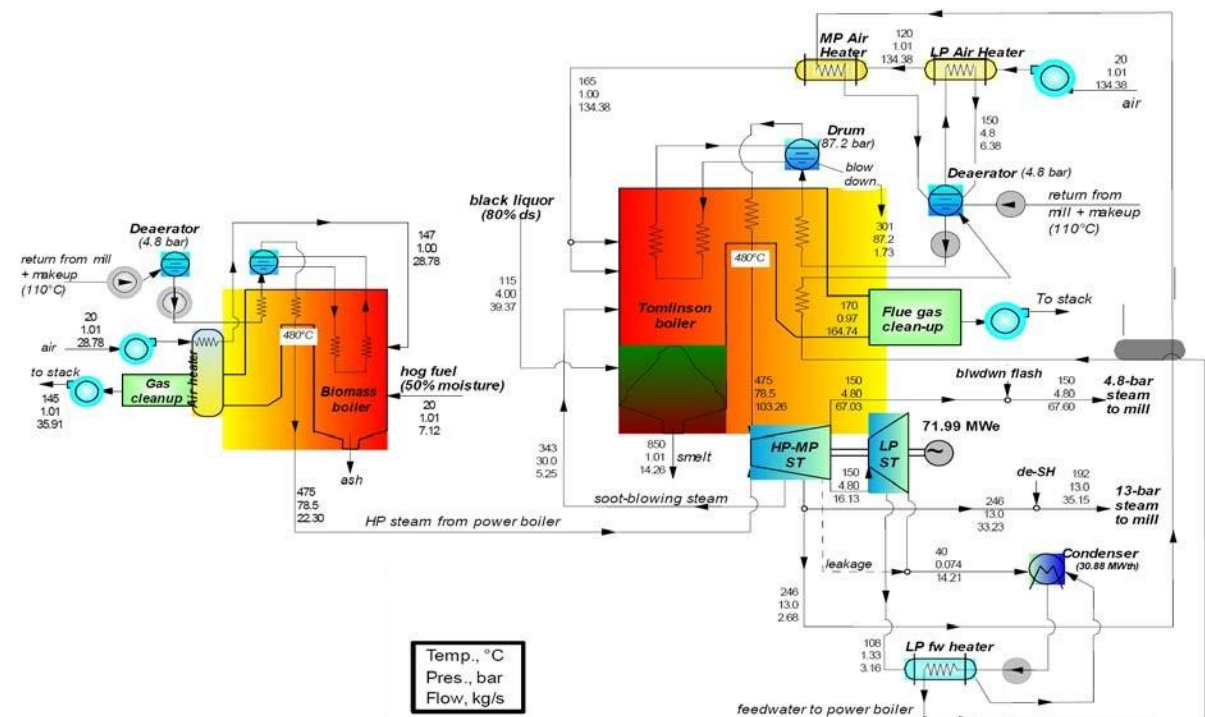 MP Air
Heater
120
1.01
134.38
LP Air Heater
20
1.01
134.38
air
165
1.00
134.38
150
4.8
6.38
Drum
(87.2 bar)
blow
down
Deaerator (4.8 bar)
return from
mill + makeup
(110°C)
black liquor
(80% ds)
301
87.2
1.73
Deaerator
(4.8 bar)
return from mill
+ makeup
(110°C)
147
1.00
28.78
480°C
115
4.00
39.37
Tomlinson
boiler
170
0.97
164.74
Flue gas
clean-up
To stack
20
1.01
28.78
air
to stack
145
1.01
35.91
Gas
cleanup
Air heater
480°C
Biomass
boiler
hog fuel
(50% moisture)
20
1.01
7.12
ash
475
78.5
103.26
150
4.80
67.03
blwdwn flash
150
4.80
67.60
4.8-bar
steam
to mill
71.99 MWe
HP-MP
ST
LP
ST
850
1.01
14.26
smelt
343
30.0
5.25
soot-blowing steam
150
4.80
16.13
de-SH
192
13.0
35.15
13-bar
steam
to mill
246
13.0
33.23
475
78.5
22.30
HP steam from power boiler
leakage
40
0.074
14.21
Condenser
(30.88 MWth)
246
13.0
2.68
108
1.33
3.16
LP fw heater
feedwater to power boiler
Temp., °C
Pres., bar
Flow, kg/s